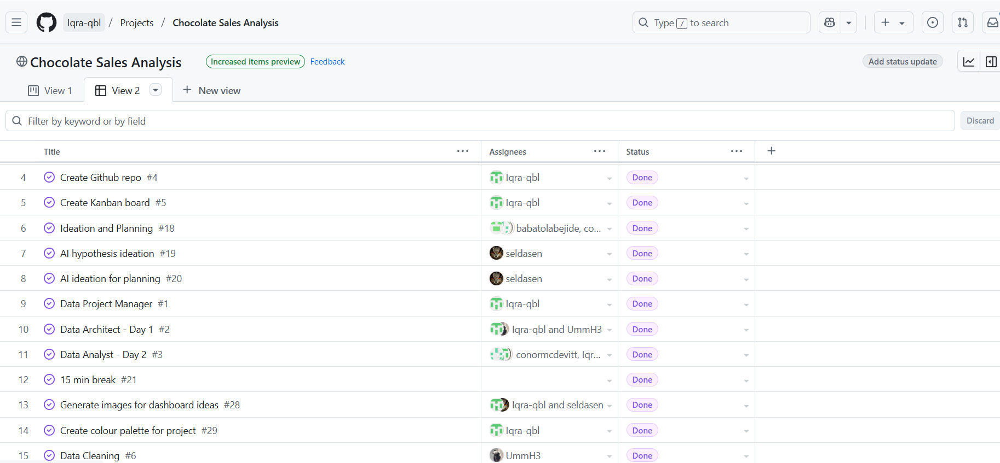 Iqra-qbl / Projects / Chocolate Sales Analysis Type / to search
Chocolate Sales Analysis Increased items preview Feedback Add status update
View 1 View 2 New view
Filter by keyword or by field Discard
Title Assignees Status
4 Create Github repo #4 Iqra-qbl Done
5 Create Kanban board #5 Iqra-qbl Done
6 Ideation and Planning #18 babatolabejide, co... Done
7 AI hypothesis ideation #19 seldasen Done
8 AI ideation for planning #20 seldasen Done
9 Data Project Manager #1 Iqra-qbl Done
10 Data Architect - Day 1 #2 Iqra-qbl and UmmH3 Done
11 Data Analyst - Day 2 #3 conormcdevitt, Iqr... Done
12 15 min break #21 Done
13 Generate images for dashboard ideas #28 Iqra-qbl and seldasen Done
14 Create colour palette for project #29 Iqra-qbl Done
15 Data Cleaning #6 UmmH3 Done